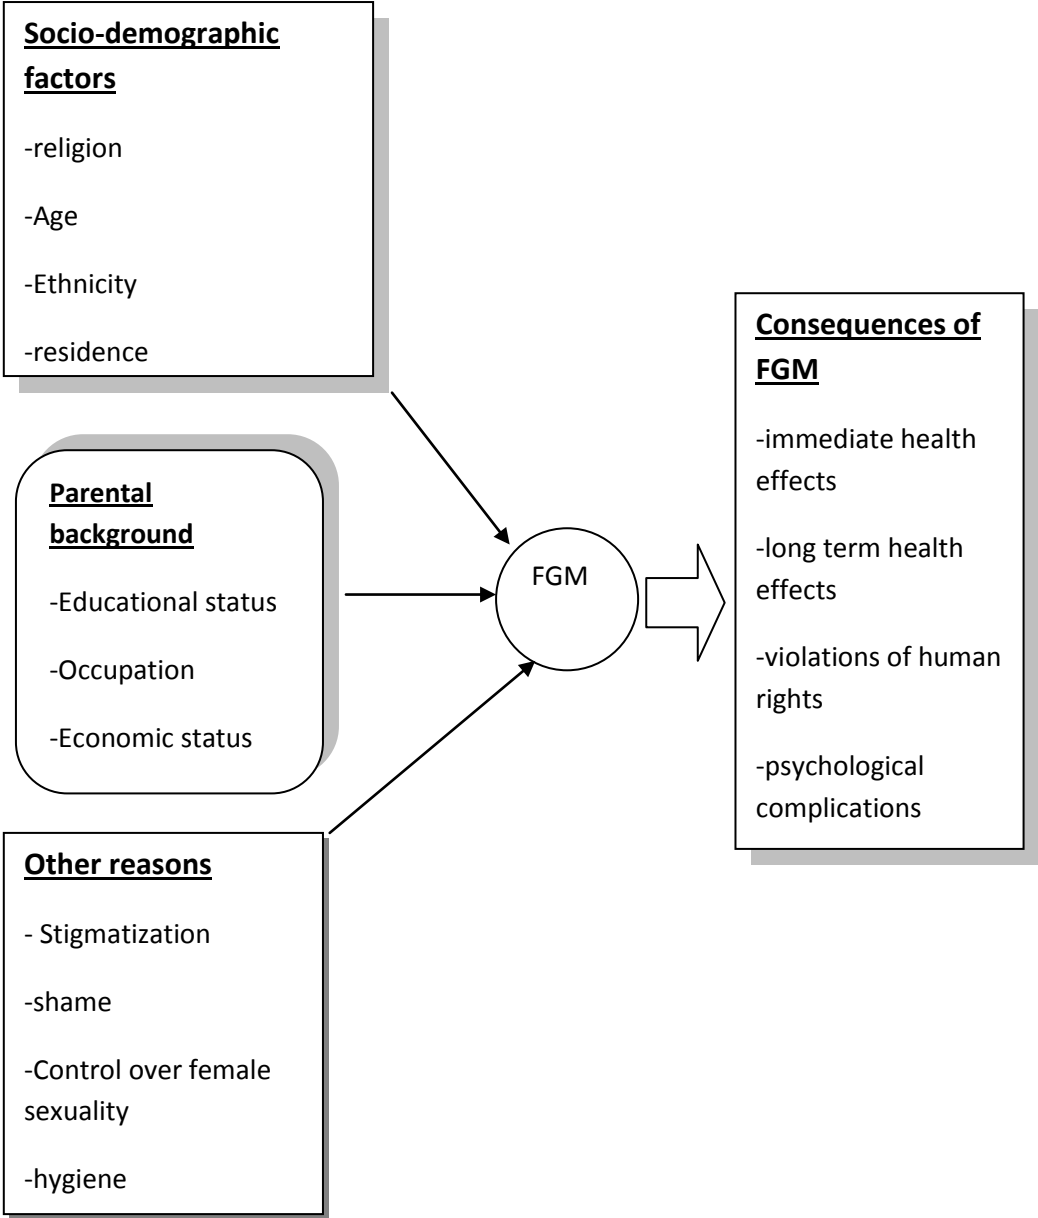 Socio-demographic
factors
-religion
-Age
-Ethnicity
-residence
Parental
background
-Educational status
-Occupation
-Economic status
Other reasons
- Stigmatization
-shame
-Control over female
sexuality
-hygiene
FGM
Consequences of
FGM
-immediate health
effects
-long term health
effects
-violations of human
rights
-psychological
complications